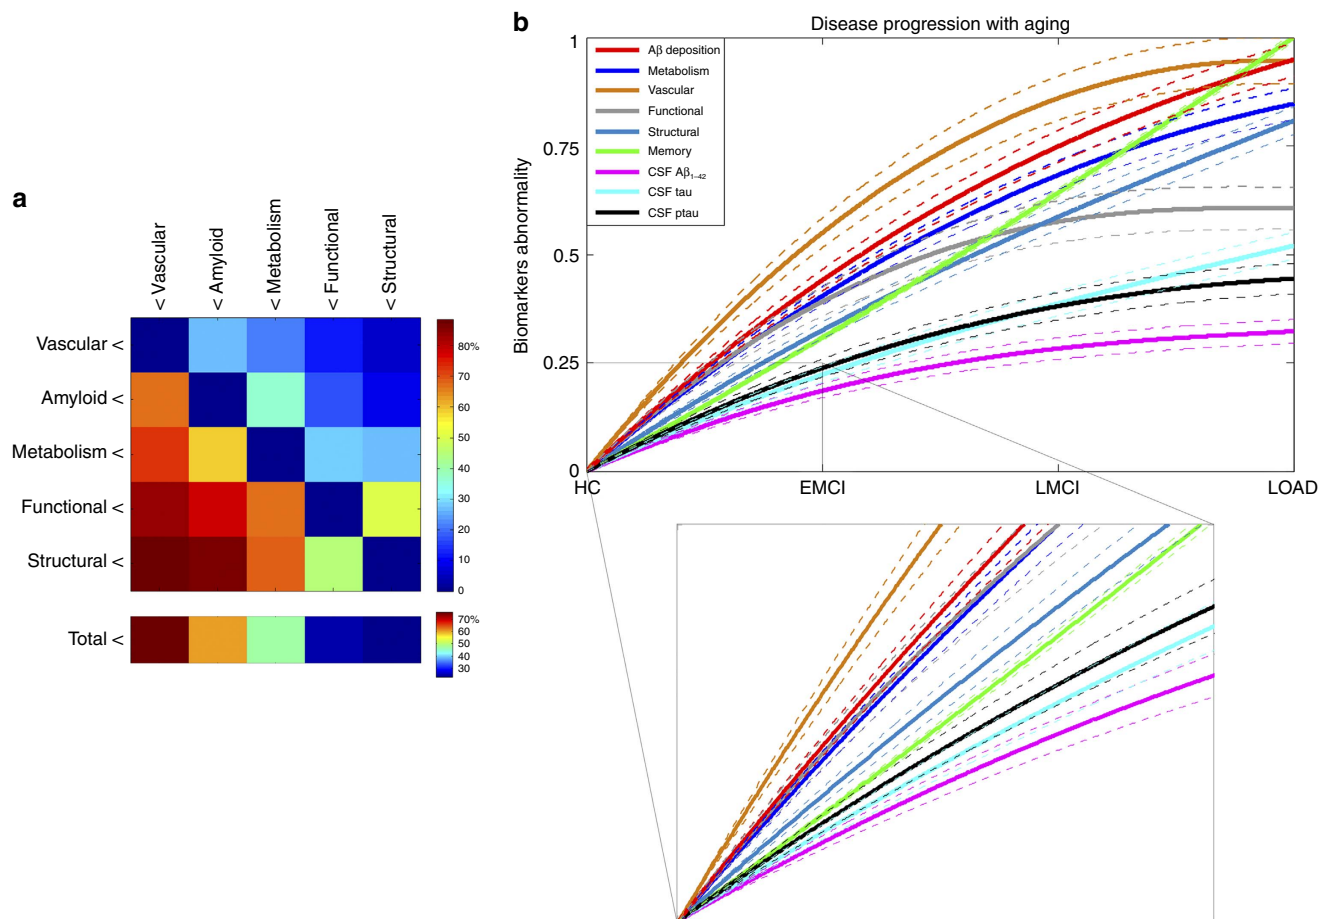 a
< Vascular
< Amyloid
< Metabolism
< Functional
< Structural
Vascular <
Amyloid <
Metabolism <
Functional <
Structural <
Total <
80%
70
60
50
40
30
20
10
0
70%
60
50
40
30
b
Disease progression with aging
Biomarkers abnormality
1
0.75
0.5
0.25
0
HC
EMCI
LMCI
LOAD
Aβ deposition
Metabolism
Vascular
Functional
Structural
Memory
CSF Aβ1–42
CSF tau
CSF ptau